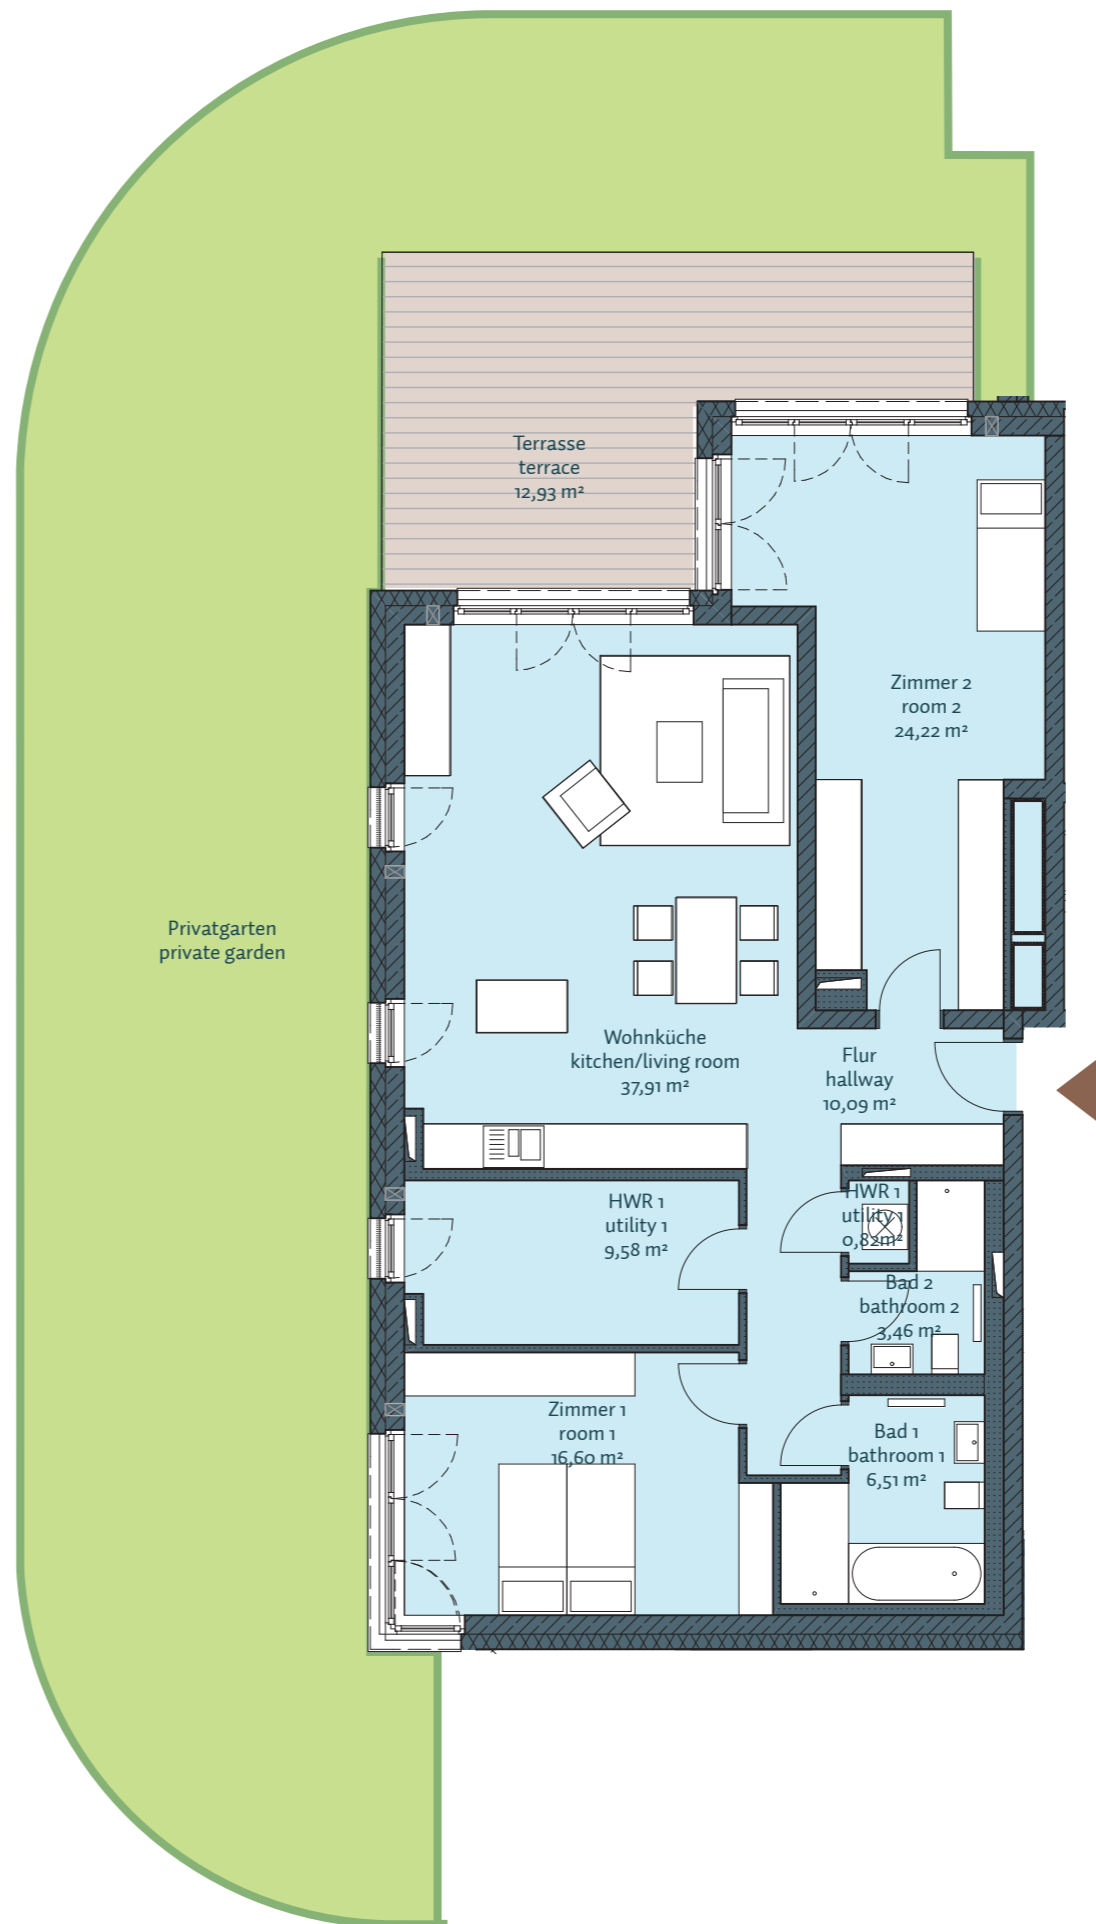 Terrasse
terrace
12,93 m²
Zimmer 2
room 2
24,22 m²
Privatgarten
private garden
Wohnküche
kitchen/living room
37,91 m²
Flur
hallway
10,09 m²
HWR 1
utility 1
9,58 m²
HWR 1
utility 1
0,82m²
Bad 2
bathroom 2
3,46 m²
Zimmer 1
room 1
16,60 m²
Bad 1
bathroom 1
6,51 m²